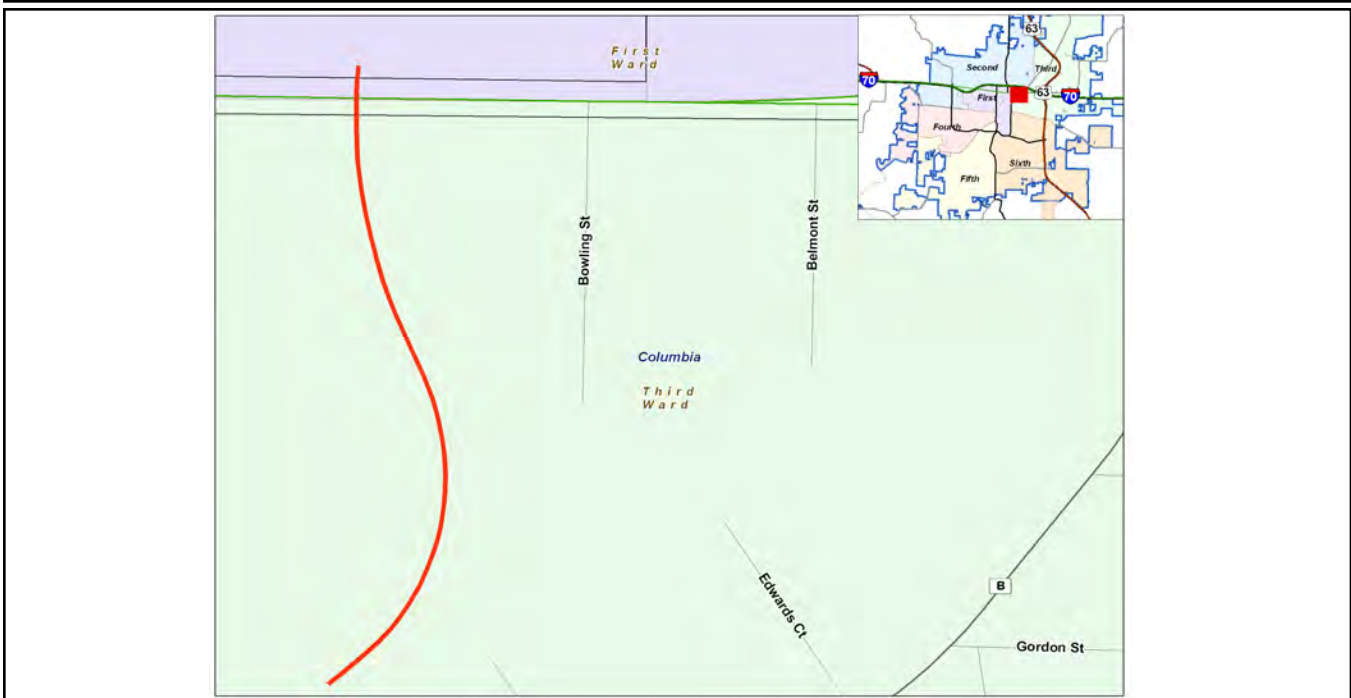 First
Ward
63
Second
Third
70
First
63
70
Fourth
Sixth
Fifth
Bowling St
Belmont St
Columbia
Third
Ward
Edwards Ct
B
Gordon St